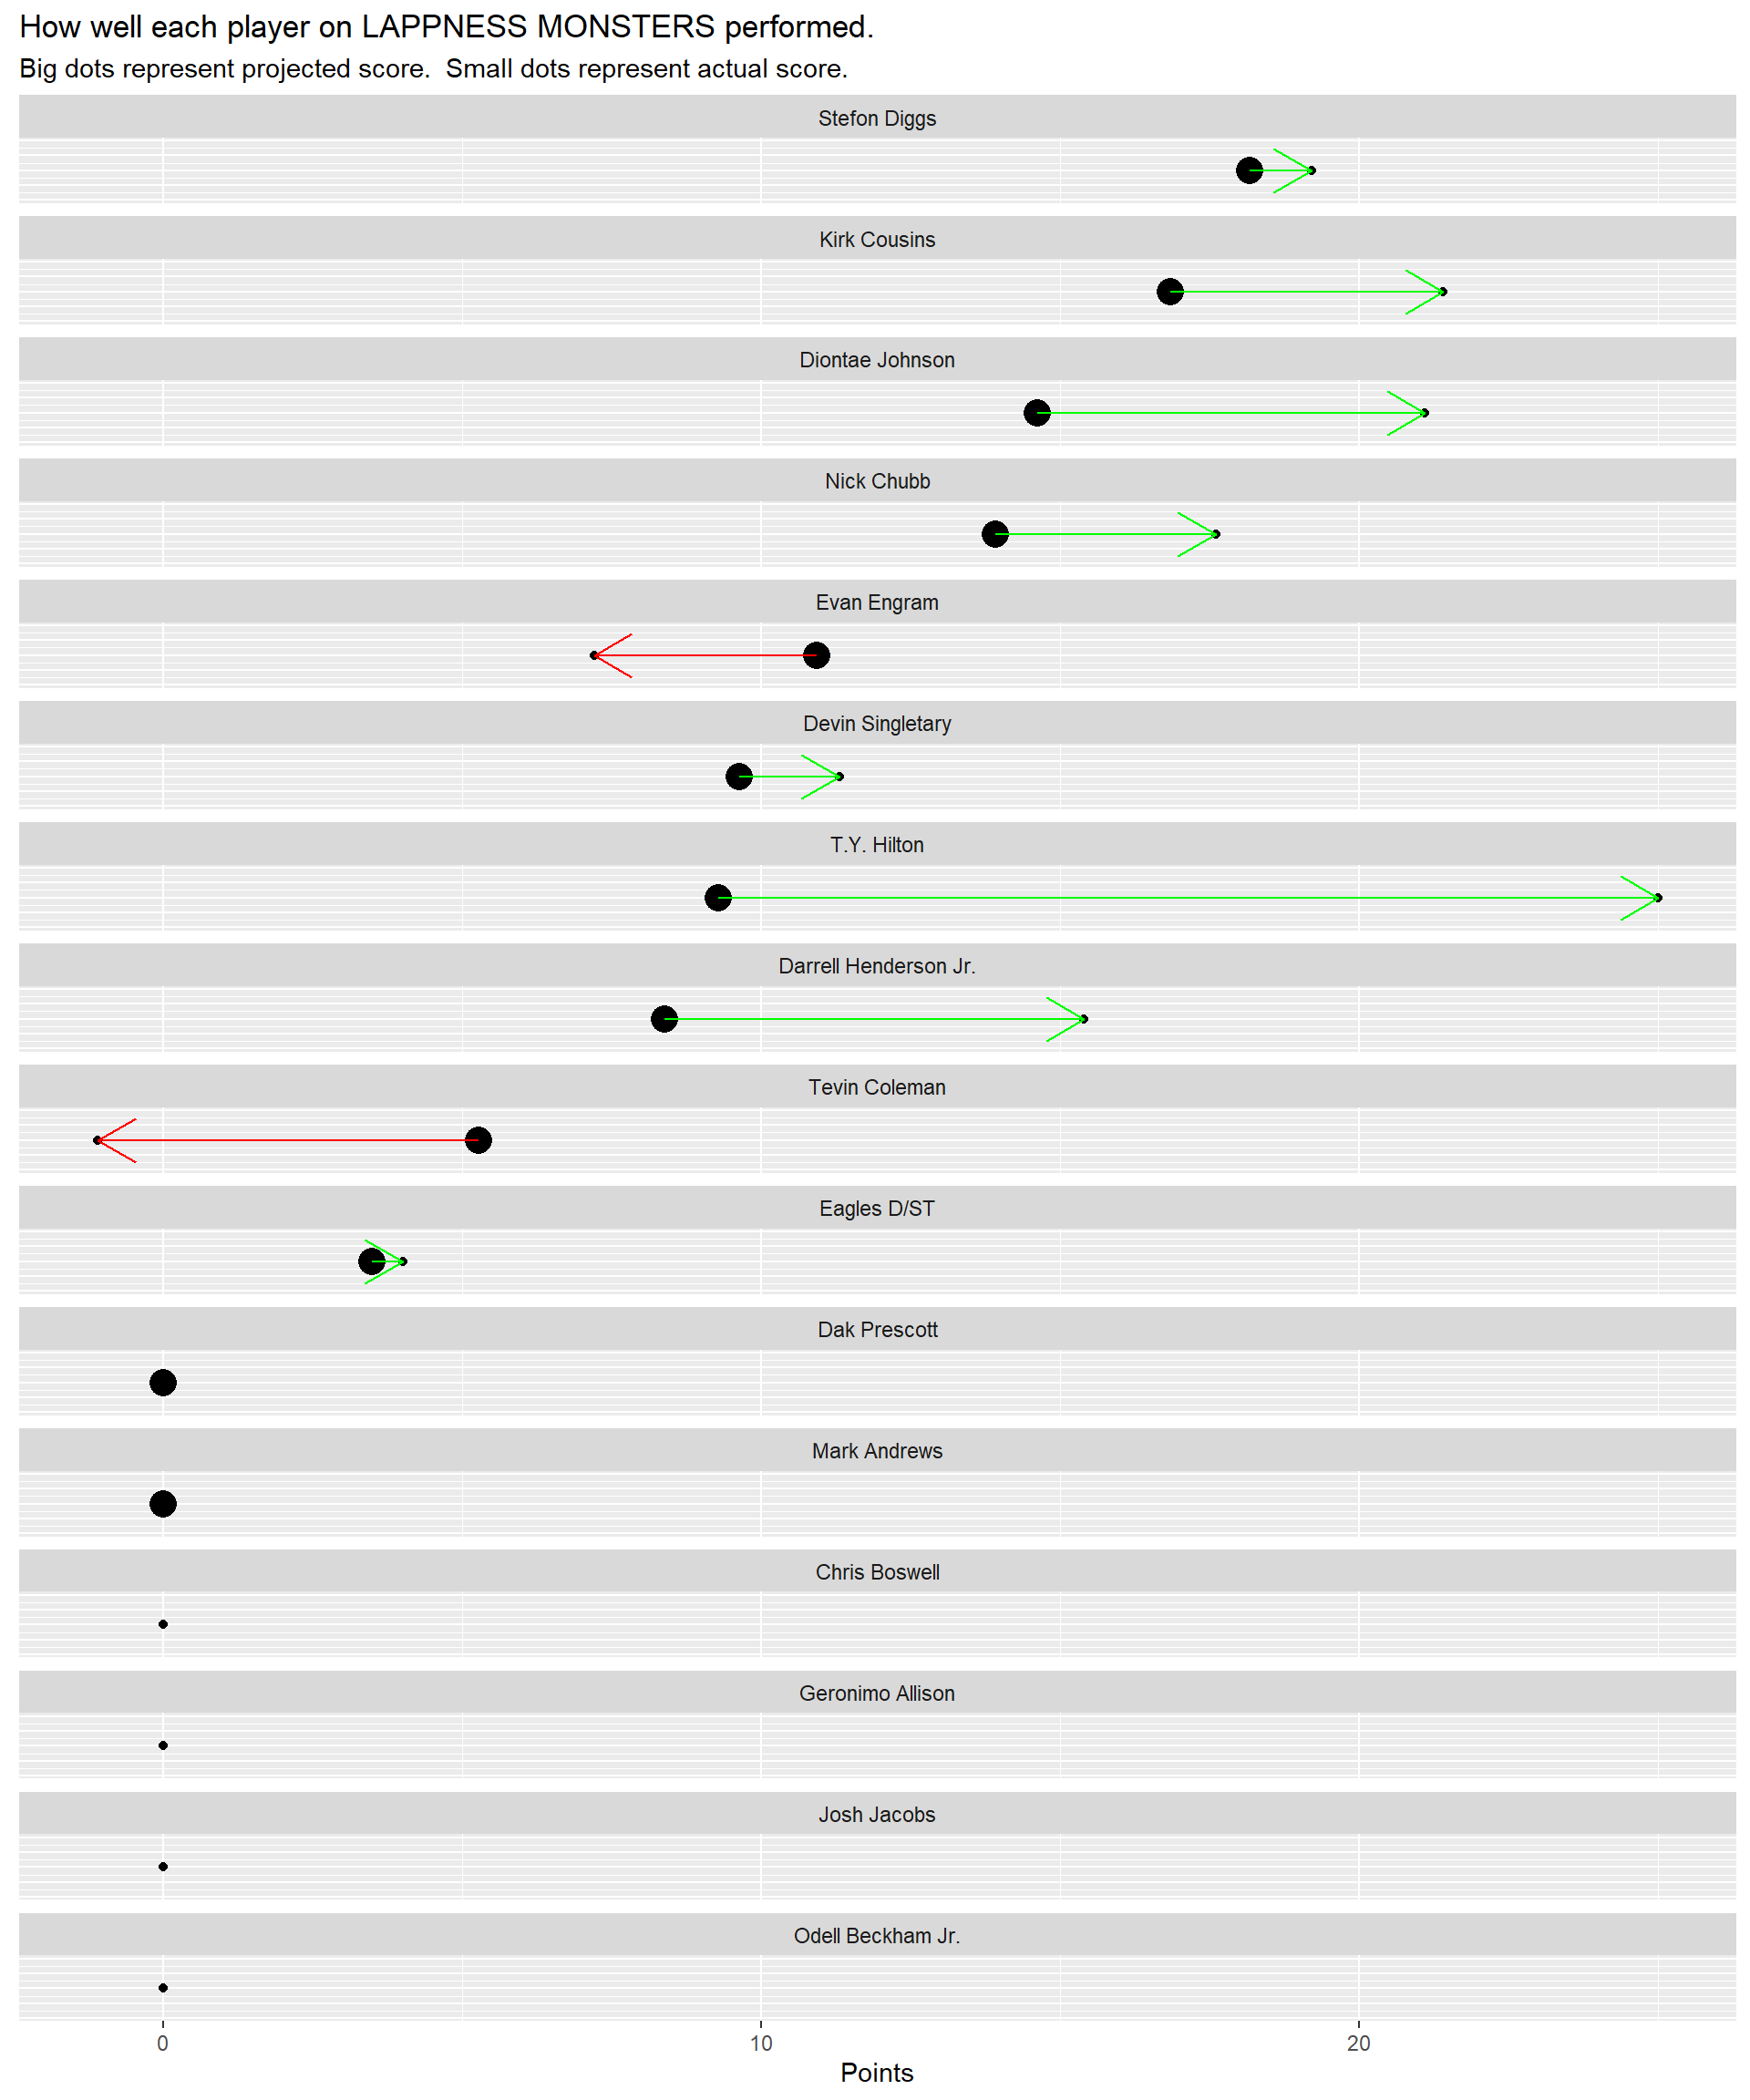 How well each player on LAPPNESS MONSTERS performed.
Big dots represent projected score.  Small dots represent actual score.
Stefon Diggs
Kirk Cousins
Diontae Johnson
Nick Chubb
Evan Engram
Devin Singletary
T.Y. Hilton
Darrell Henderson Jr.
Tevin Coleman
Eagles D/ST
Dak Prescott
Mark Andrews
Chris Boswell
Geronimo Allison
Josh Jacobs
Odell Beckham Jr.
0 10 20
Points